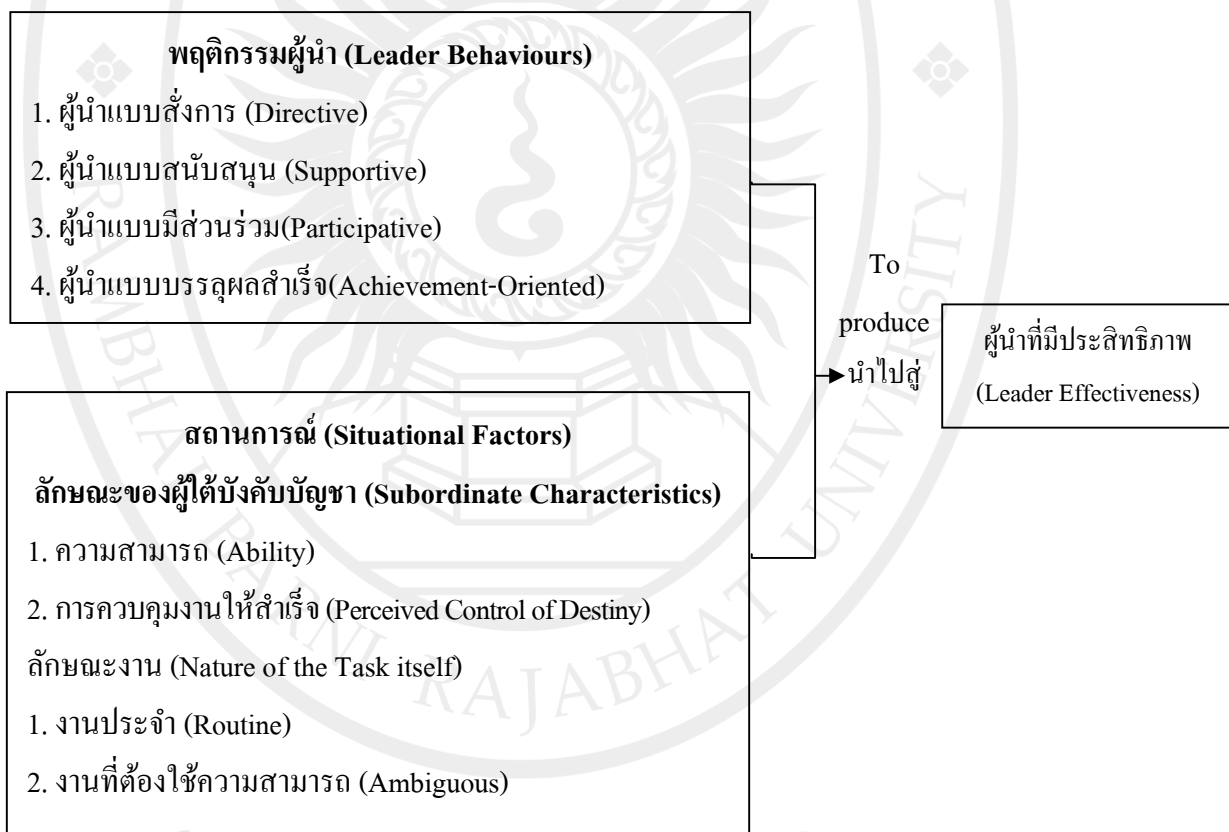 พฤติกรรมผู้นำ (Leader Behaviours)
1. ผู้นำแบบสั่งการ (Directive)
2. ผู้นำแบบสนับสนุน (Supportive)
3. ผู้นำแบบมีส่วนร่วม(Participative)
4. ผู้นำแบบบรรลุผลสำเร็จ(Achievement-Oriented)
To
produce
นำไปสู่
ผู้นำที่มีประสิทธิภาพ
(Leader Effectiveness)
สถานการณ์ (Situational Factors)
ลักษณะของผู้ใต้บังคับบัญชา (Subordinate Characteristics)
1. ความสามารถ (Ability)
2. การควบคุมงานให้สำเร็จ (Perceived Control of Destiny)
ลักษณะงาน (Nature of the Task itself)
1. งานประจำ (Routine)
2. งานที่ต้องใช้ความสามารถ (Ambiguous)
RAMBHAI BARNI RAJABHAT UNIVERSITY